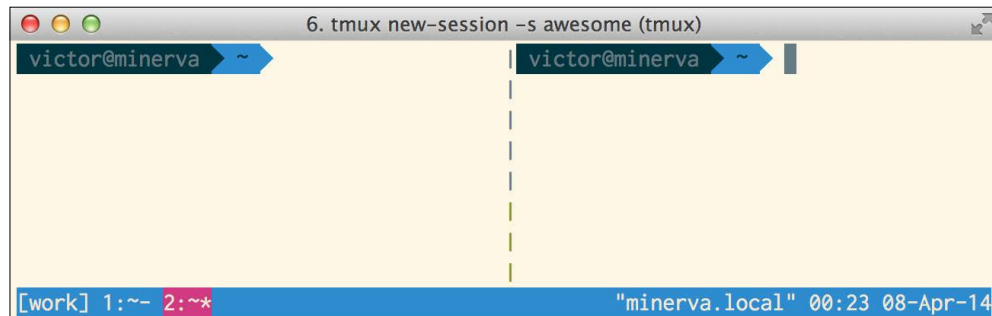 6. tmux new-session -s awesome (tmux)
victor@minerva ~ victor@minerva ~
[work] 1:~- 2:~* "minerva.local" 00:23 08-Apr-14